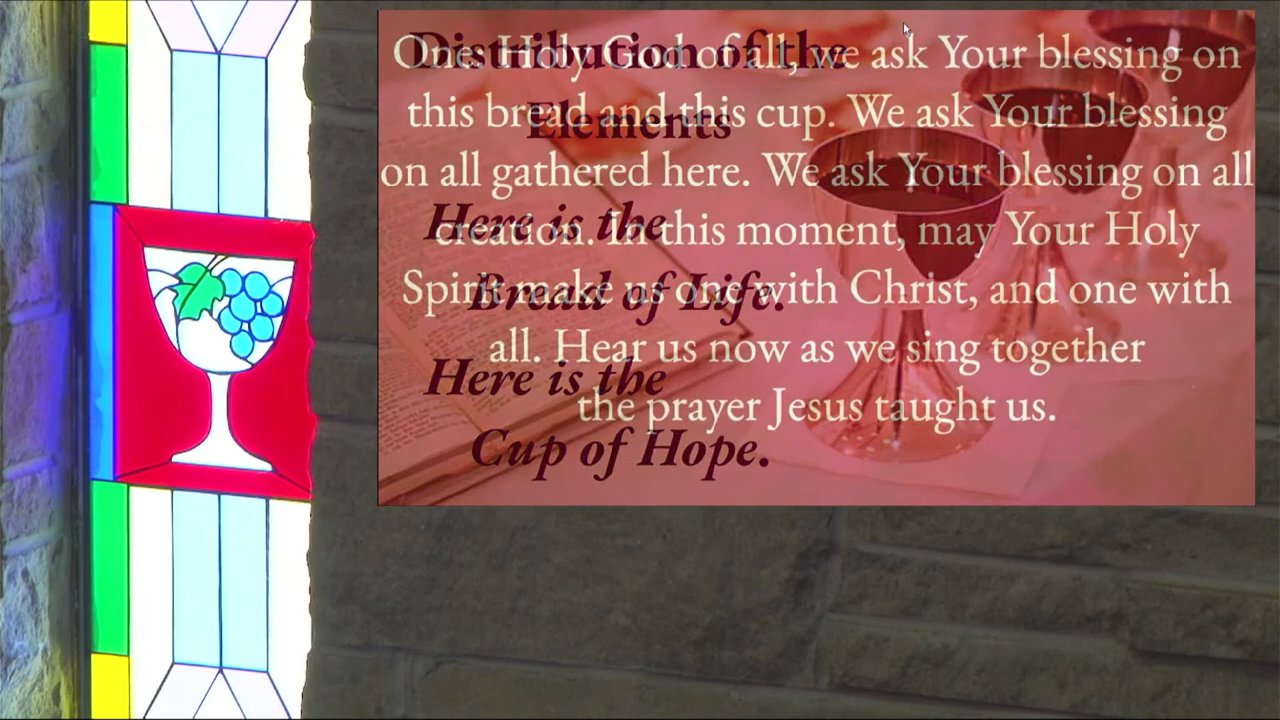 One Holy God of all, we ask Your blessing on
this bread and this cup. We ask Your blessing
on all gathered here. We ask Your blessing on all
creation. In this moment, may Your Holy
Spirit make us one with Christ, and one with
all. Hear us now as we sing together
the prayer Jesus taught us.
Distribution of the
Elements
Here is the
Bread of Life.
Here is the
Cup of Hope.